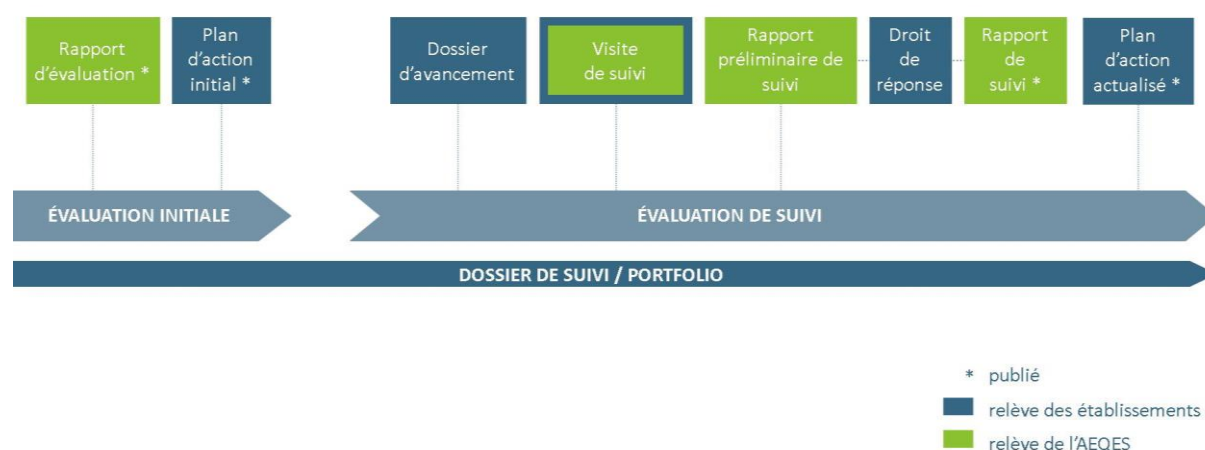 Rapport
d'évaluation *
Plan
d'action
initial *
Dossier
d'avancement
Visite
de suivi
Rapport
préliminaire de
suivi
Droit
de
réponse
Rapport
de
suivi *
Plan
d'action
actualisé *
ÉVALUATION INITIALE
ÉVALUATION DE SUIVI
DOSSIER DE SUIVI / PORTFOLIO
* publié
relève des établissements
relève de l'AEQES